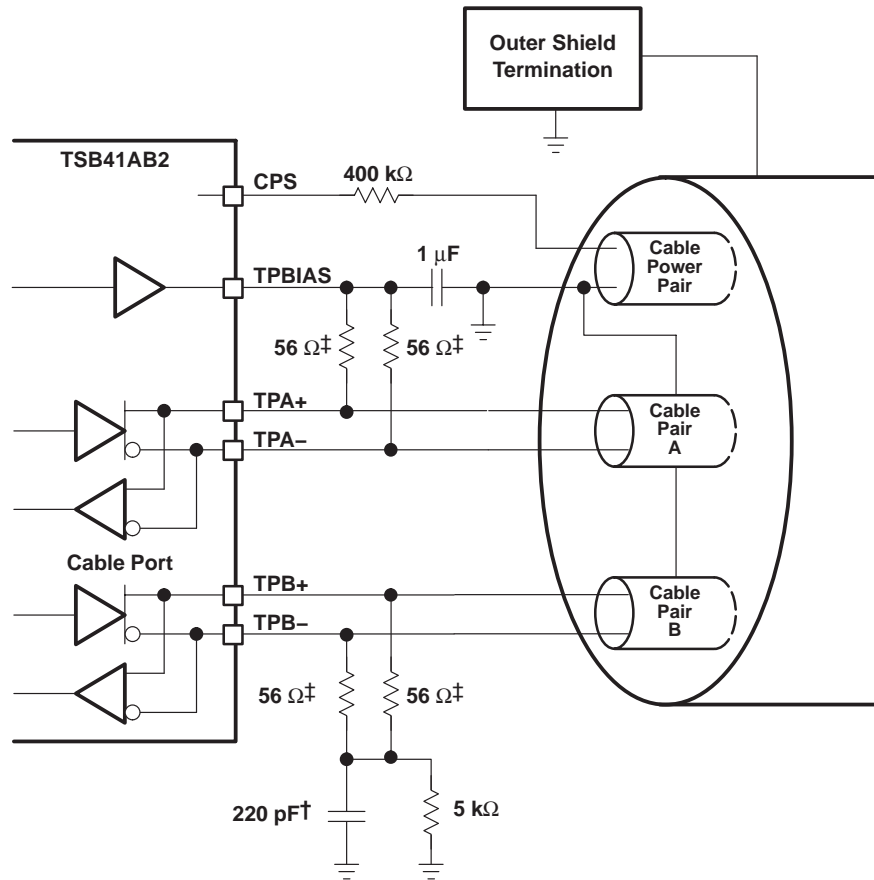 Outer Shield
Termination
TSB41AB2
CPS
400 kΩ
TPBIAS
1 μF
Cable
Power
Pair
56 Ω‡
56 Ω‡
TPA+
TPA−
Cable
Pair
A
Cable Port
TPB+
TPB−
Cable
Pair
B
56 Ω‡
56 Ω‡
220 pF†
5 kΩ